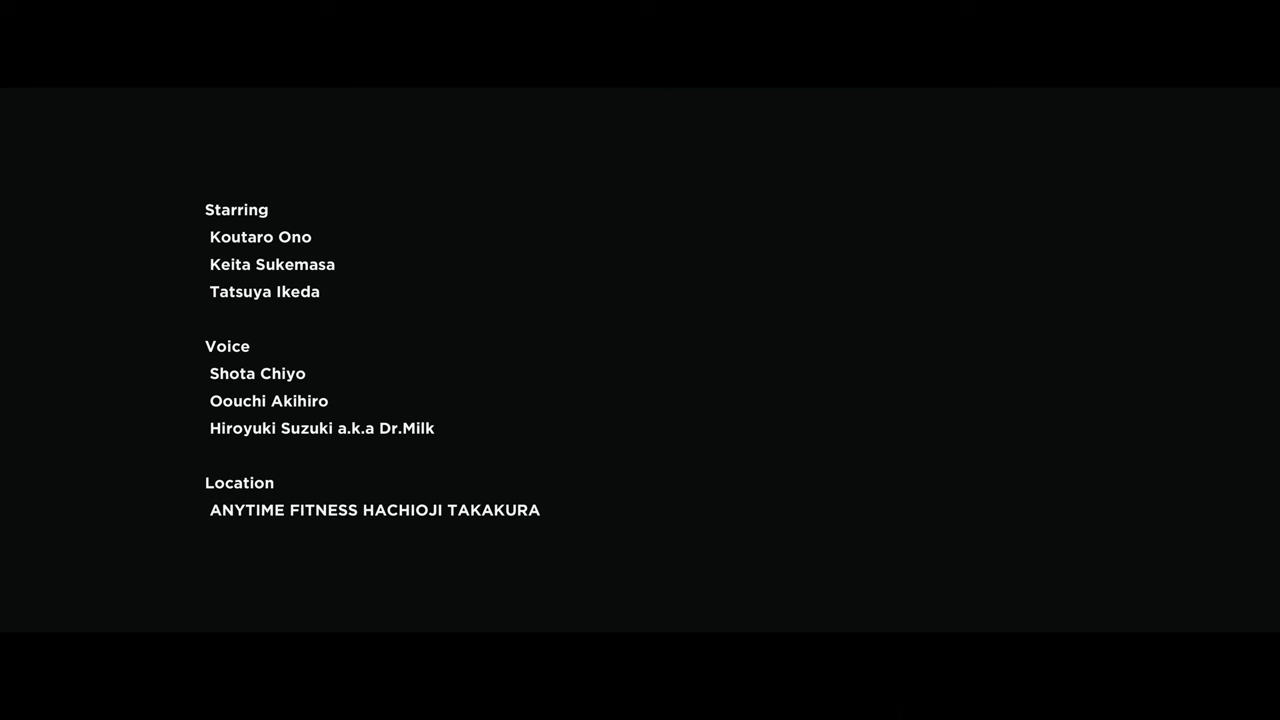 Starring
Koutaro Ono
Keita Sukemasa
Tatsuya Ikeda
Voice
Shota Chiyo
Oouchi Akihiro
Hiroyuki Suzuki a.k.a Dr.Milk
Location
ANYTIME FITNESS HACHIOJI TAKAKURA